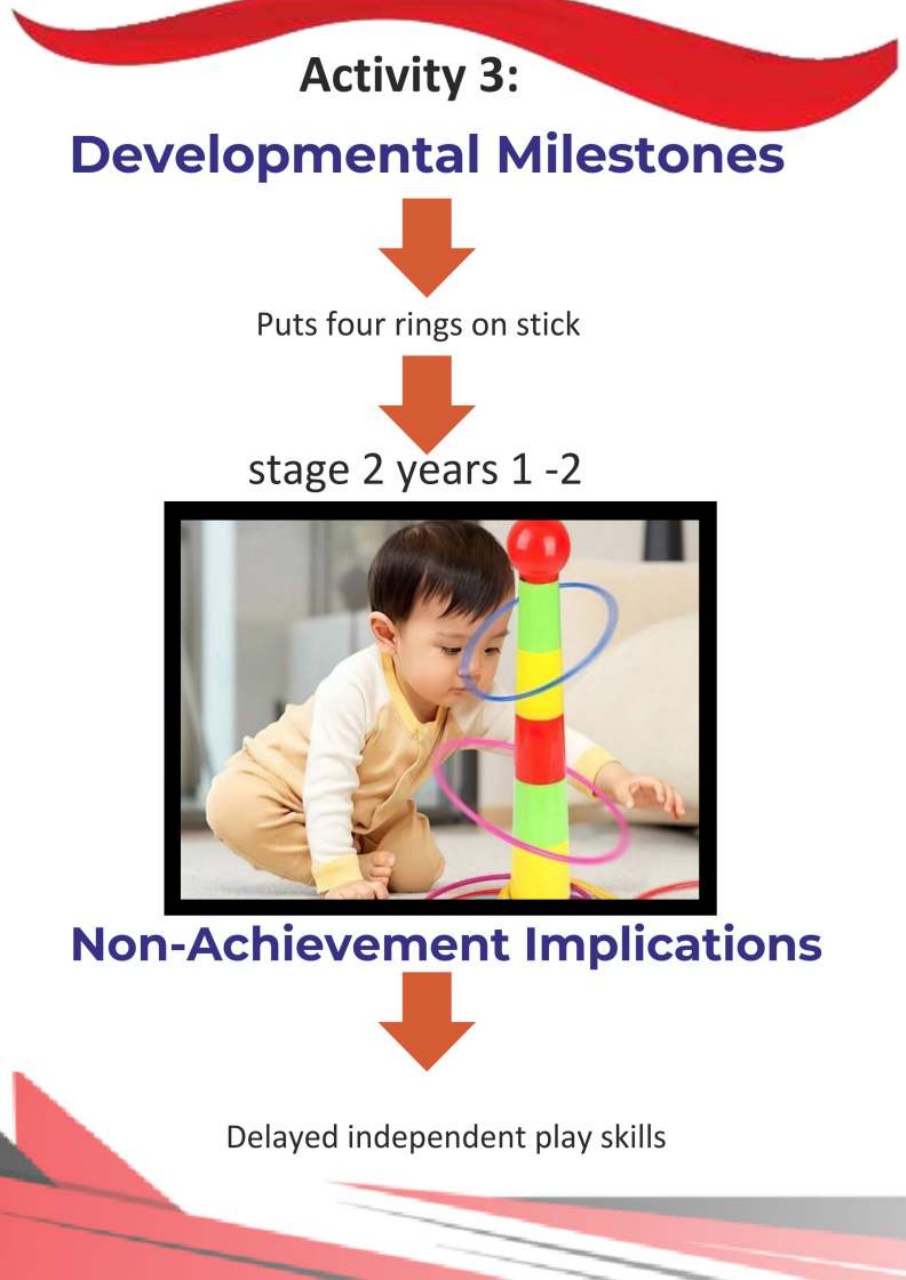 Activity 3:
Developmental Milestones
Puts four rings on stick
stage 2 years 1 -2
Non-Achievement Implications
Delayed independent play skills